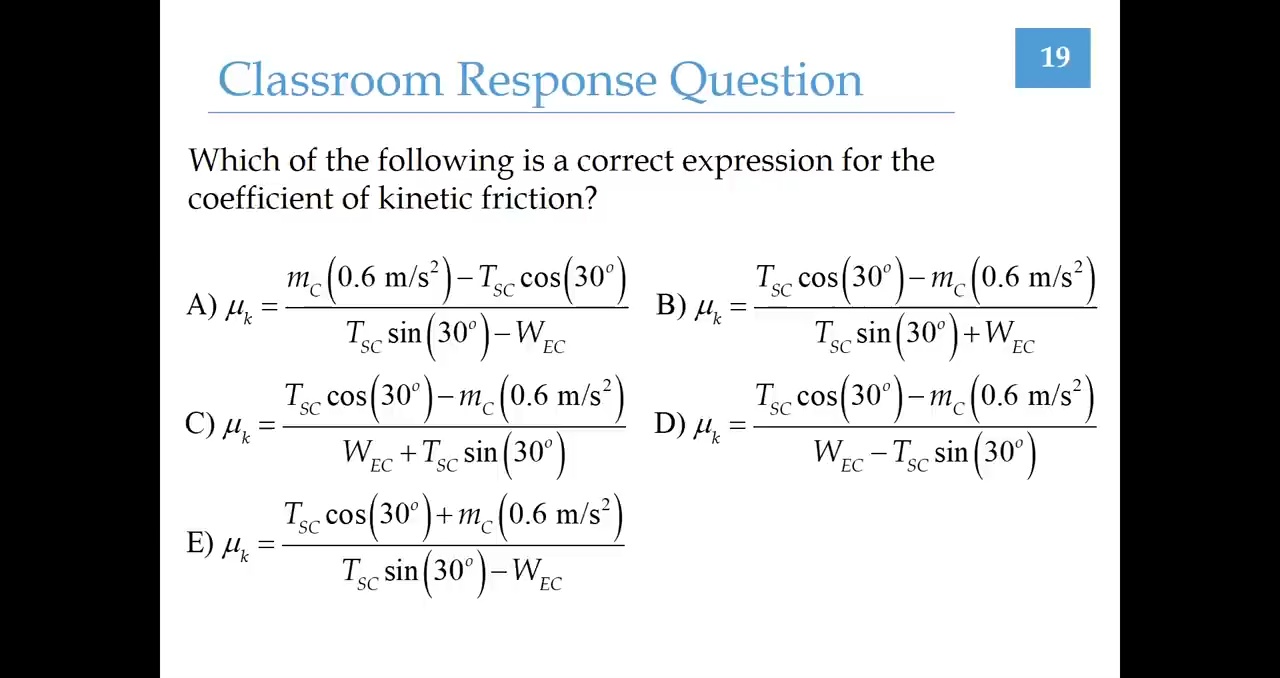 19
Classroom Response Question
Which of the following is a correct expression for the
coefficient of kinetic friction?
A) μ_k = (m_C(0.6 m/s²) − T_SC cos(30°)) / (T_SC sin(30°) − W_EC)
B) μ_k = (T_SC cos(30°) − m_C(0.6 m/s²)) / (T_SC sin(30°) + W_EC)
C) μ_k = (T_SC cos(30°) − m_C(0.6 m/s²)) / (W_EC + T_SC sin(30°))
D) μ_k = (T_SC cos(30°) − m_C(0.6 m/s²)) / (W_EC − T_SC sin(30°))
E) μ_k = (T_SC cos(30°) + m_C(0.6 m/s²)) / (T_SC sin(30°) − W_EC)